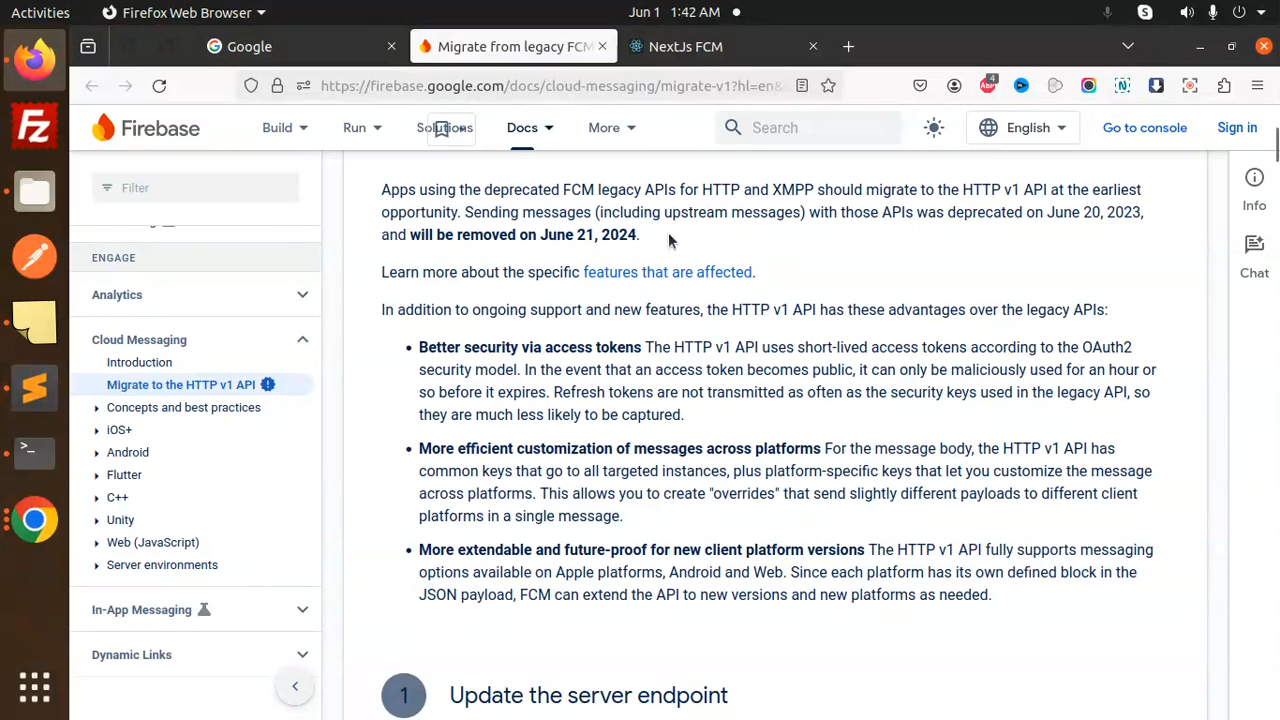 Activities
Firefox Web Browser
Jun 1 1:42 AM
Google
Migrate from legacy FCM
NextJs FCM
https://firebase.google.com/docs/cloud-messaging/migrate-v1?hl=en&
4
Firebase
Build
Run
Solutions
Docs
More
Search
English
Go to console
Sign in
Filter
ENGAGE
Analytics
Cloud Messaging
Introduction
Migrate to the HTTP v1 API
Concepts and best practices
iOS+
Android
Flutter
C++
Unity
Web (JavaScript)
Server environments
In-App Messaging
Dynamic Links
Apps using the deprecated FCM legacy APIs for HTTP and XMPP should migrate to the HTTP v1 API at the earliest
opportunity. Sending messages (including upstream messages) with those APIs was deprecated on June 20, 2023,
and will be removed on June 21, 2024.
Learn more about the specific features that are affected.
In addition to ongoing support and new features, the HTTP v1 API has these advantages over the legacy APIs:
• Better security via access tokens The HTTP v1 API uses short-lived access tokens according to the OAuth2
security model. In the event that an access token becomes public, it can only be maliciously used for an hour or
so before it expires. Refresh tokens are not transmitted as often as the security keys used in the legacy API, so
they are much less likely to be captured.
• More efficient customization of messages across platforms For the message body, the HTTP v1 API has
common keys that go to all targeted instances, plus platform-specific keys that let you customize the message
across platforms. This allows you to create "overrides" that send slightly different payloads to different client
platforms in a single message.
• More extendable and future-proof for new client platform versions The HTTP v1 API fully supports messaging
options available on Apple platforms, Android and Web. Since each platform has its own defined block in the
JSON payload, FCM can extend the API to new versions and new platforms as needed.
1 Update the server endpoint
Info
Chat